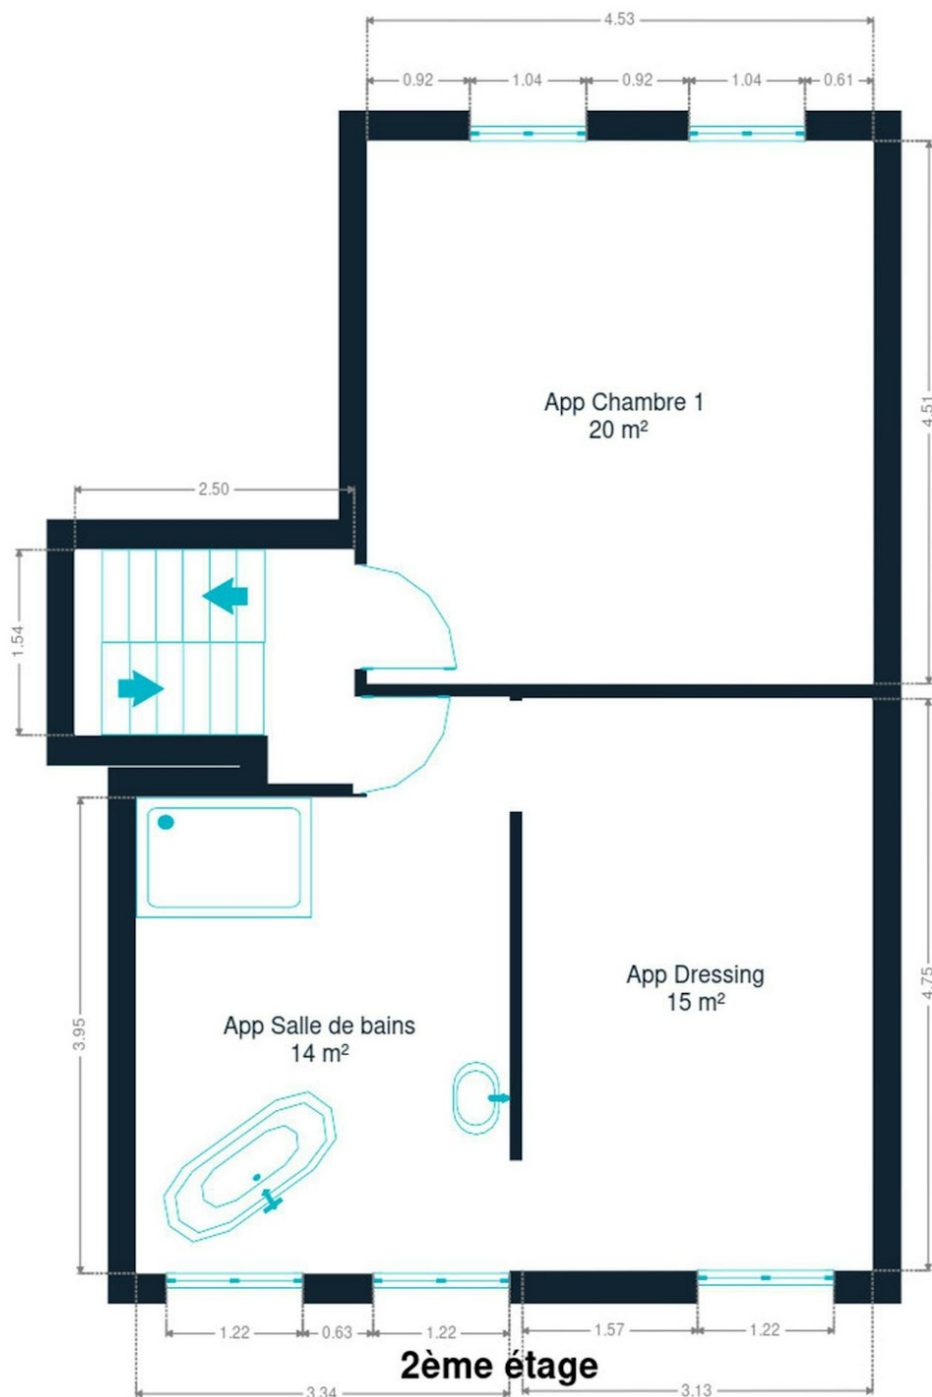 4.53
0.92 1.04 0.92 1.04 0.61
App Chambre 1
20 m²
4.51
2.50
1.54
App Dressing
15 m²
4.75
App Salle de bains
14 m²
3.95
1.22 0.63 1.22 1.57 1.22
2ème étage
3.34 3.13